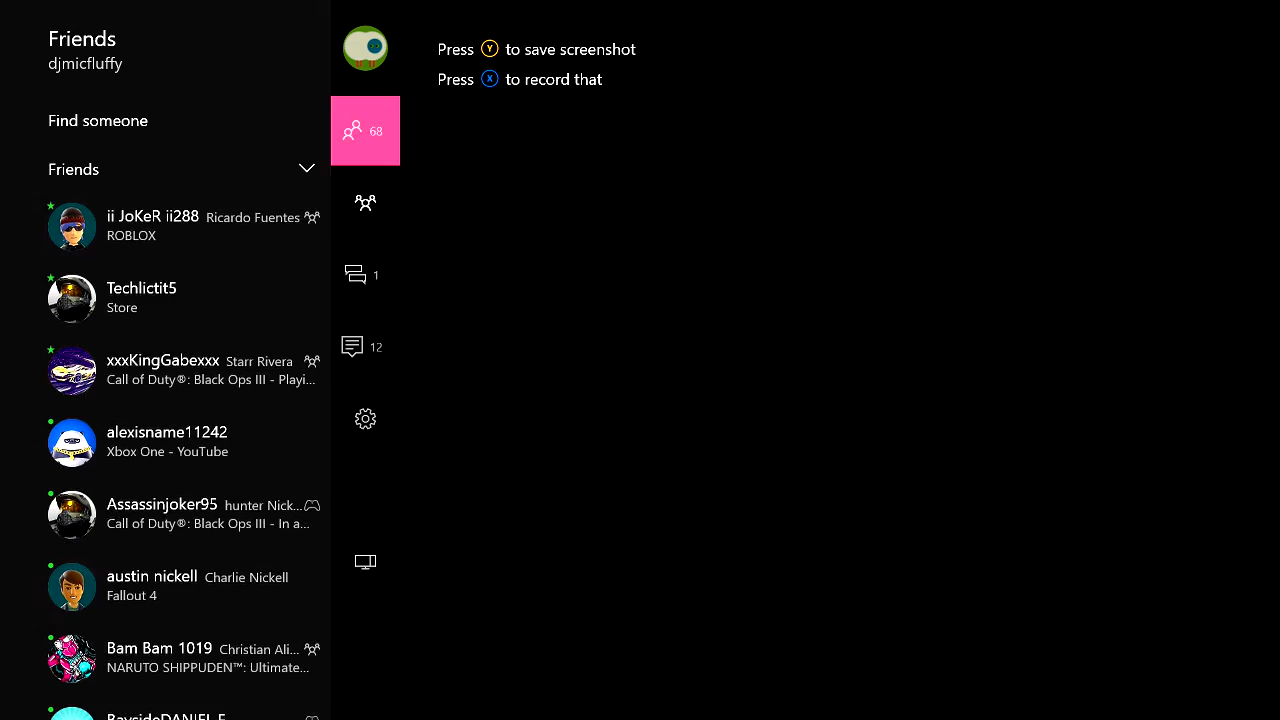 Friends
djmicfluffy
Find someone
Friends
ii JoKeR ii288 Ricardo Fuentes
ROBLOX
Techlictit5
Store
xxxKingGabexxx Starr Rivera
Call of Duty®: Black Ops III - Playi...
alexisname11242
Xbox One - YouTube
Assassinjoker95 hunter Nick...
Call of Duty®: Black Ops III - In a...
austin nickell Charlie Nickell
Fallout 4
Bam Bam 1019 Christian Ali...
NARUTO SHIPPUDEN™: Ultimate...
68
1
12
Press Y to save screenshot
Press X to record that